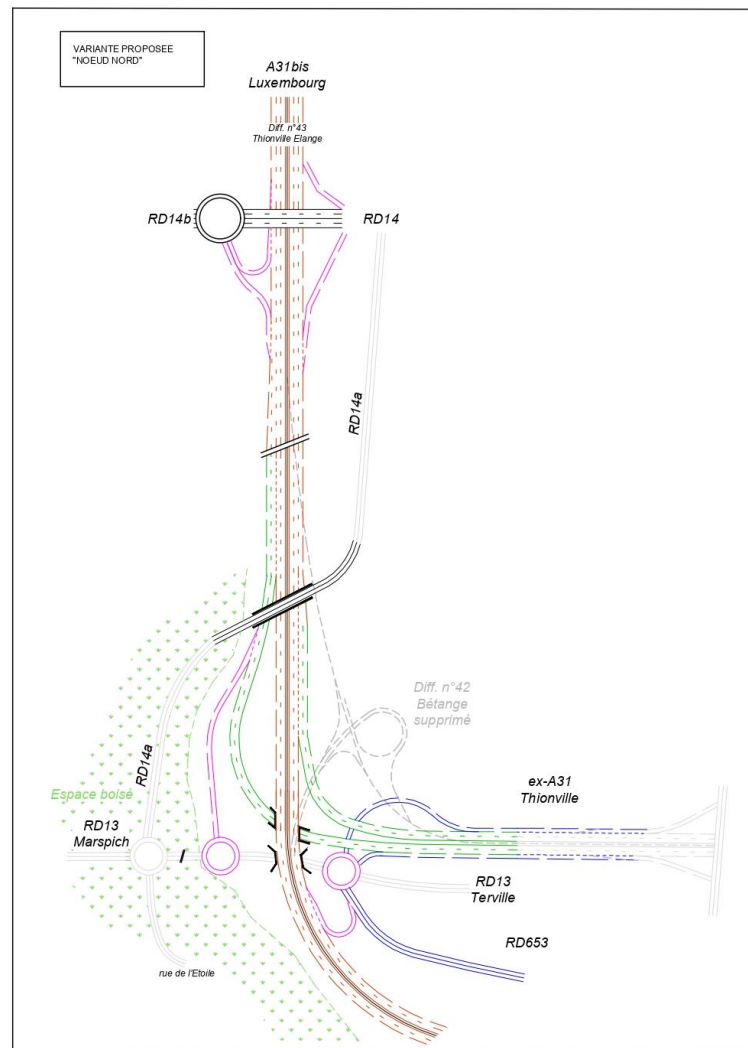 VARIANTE PROPOSEE
"NOEUD NORD"
A31bis
Luxembourg
Diff. n°43
Thionville Elange
RD14b
RD14
RD14a
Diff. n°42
Bétange
supprimé
RD14a
ex-A31
Thionville
Espace boisé
RD13
Marspich
RD13
Terville
RD653
rue de l'Etoile